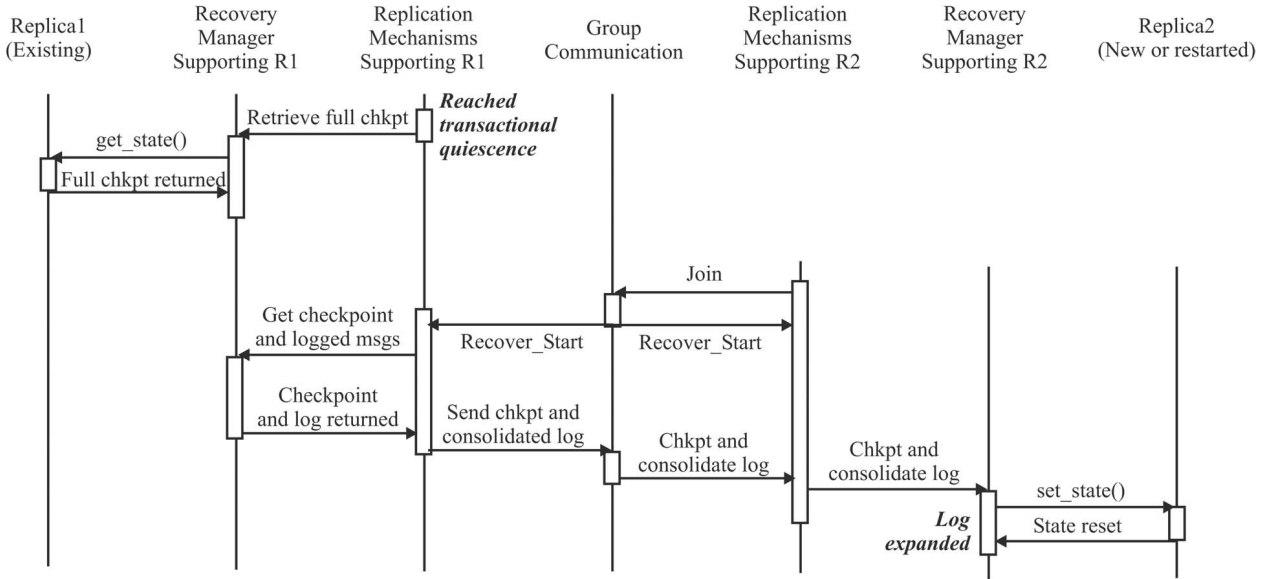 Replica1
(Existing)
Recovery
Manager
Supporting R1
Replication
Mechanisms
Supporting R1
Group
Communication
Replication
Mechanisms
Supporting R2
Recovery
Manager
Supporting R2
Replica2
(New or restarted)
Retrieve full chkpt
Reached
transactional
quiescence
get_state()
Full chkpt returned
Join
Get checkpoint
and logged msgs
Recover_Start
Recover_Start
Checkpoint
and log returned
Send chkpt and
consolidated log
Chkpt and
consolidate log
Chkpt and
consolidate log
set_state()
Log
expanded
State reset